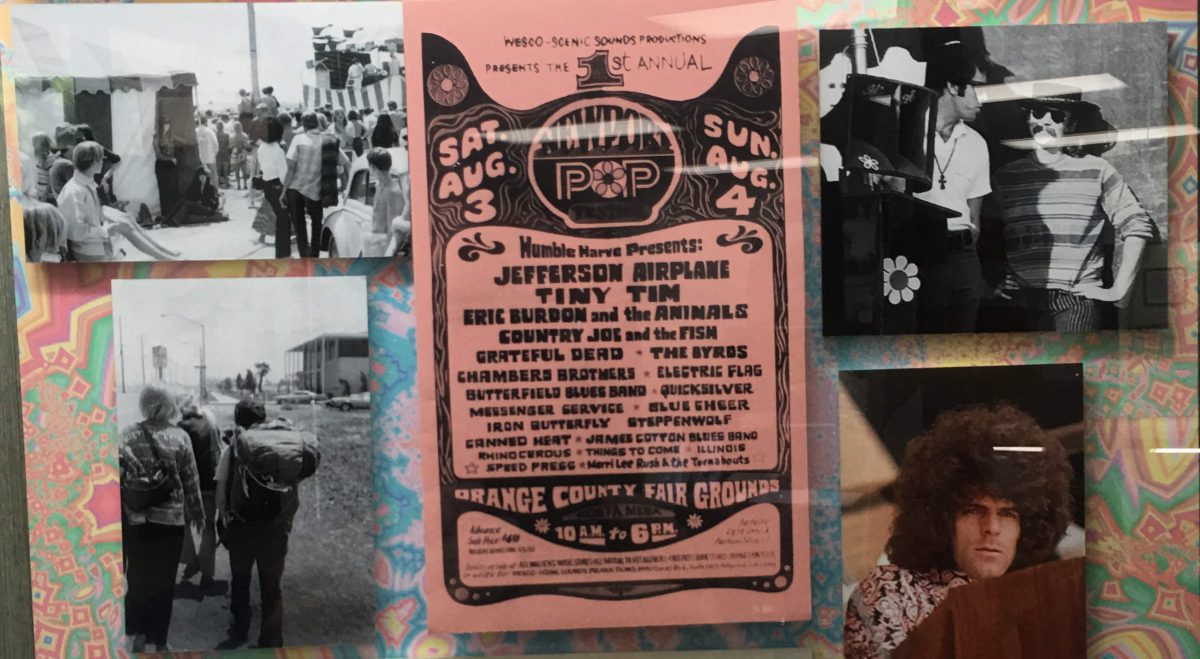 WESCO-SCENIC SOUNDS PRODUCTIONS
PRESENTS THE 1st ANNUAL
SAT.
AUG.
3
NEWPORT
POP
SUN.
AUG.
4
Humble Harve Presents:
JEFFERSON AIRPLANE
TINY TIM
ERIC BURDON and the ANIMALS
COUNTRY JOE and the FISH
GRATEFUL DEAD * THE BYRDS
CHAMBERS BROTHERS * ELECTRIC FLAG
BUTTERFIELD BLUES BAND * QUICKSILVER
MESSENGER SERVICE * BLUE CHEER
IRON BUTTERFLY STEPPENWOLF
CANNED HEAT * JAMES COTTON BLUES BAND
RHINOCEROUS * THINGS TO COME * ILLINOIS
SPEED PRESS * Merri Lee Rush & the Turnabouts
ORANGE COUNTY FAIR GROUNDS
COSTA MESA
10 A.M. to 6 P.M.
Advance